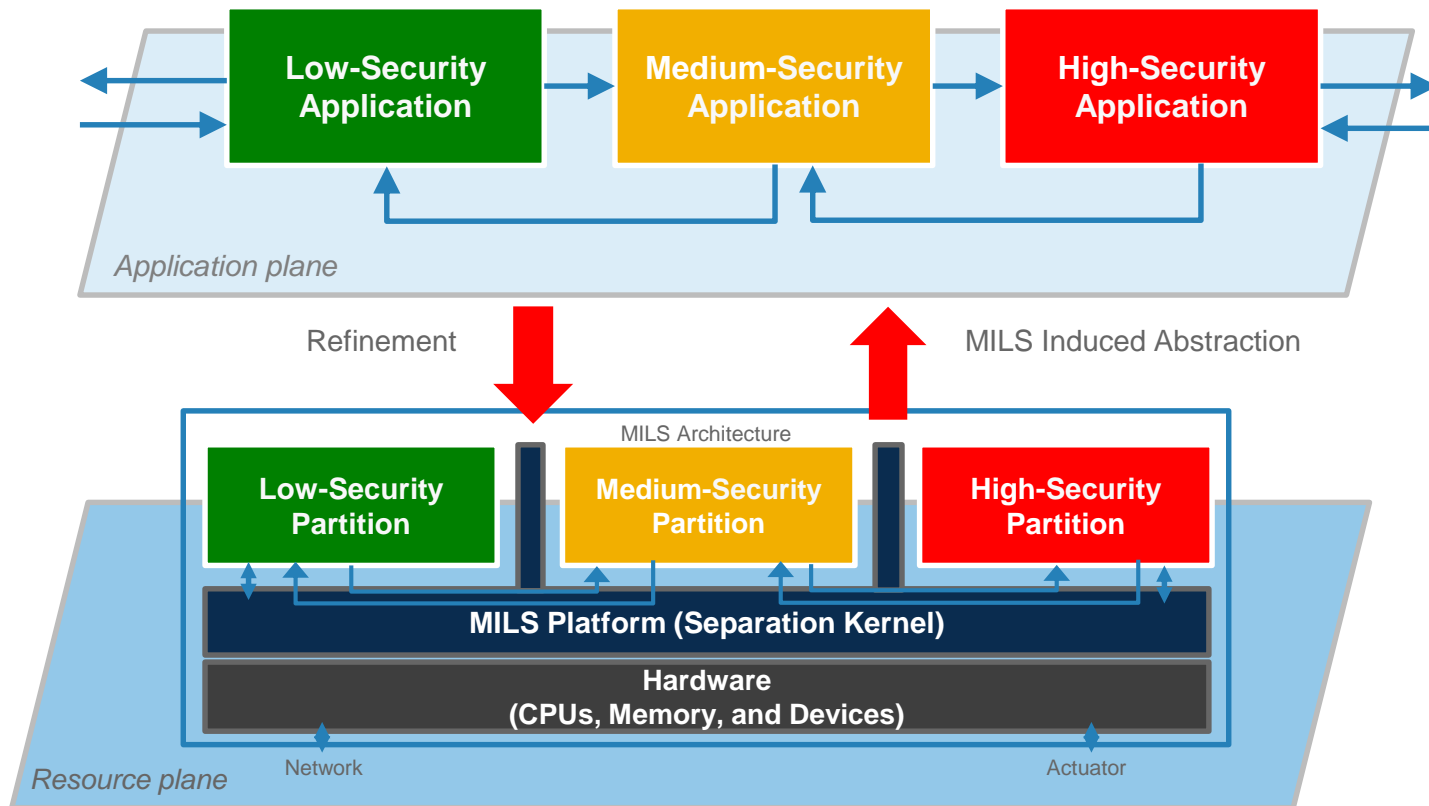 Low-Security
Application
Medium-Security
Application
High-Security
Application
Application plane
Refinement
MILS Induced Abstraction
MILS Architecture
Low-Security
Partition
Medium-Security
Partition
High-Security
Partition
MILS Platform (Separation Kernel)
Hardware
(CPUs, Memory, and Devices)
Network
Actuator
Resource plane